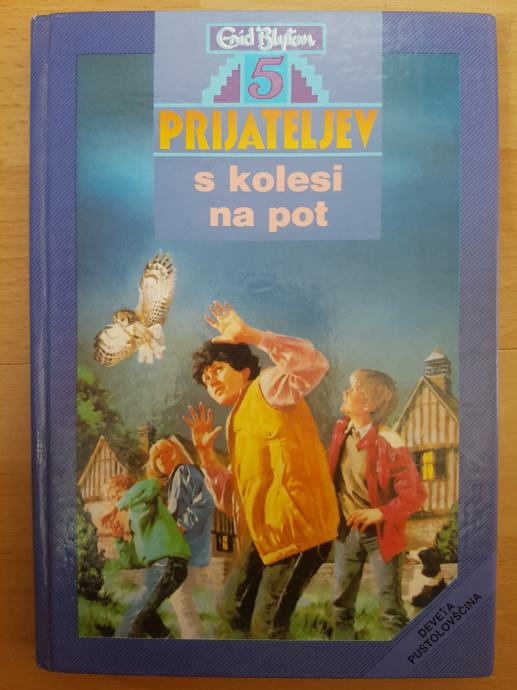 Enid Blyton
5
PRIJATELJEV
s kolesi
na pot
DEVETA
PUSTOLOVŠČINA